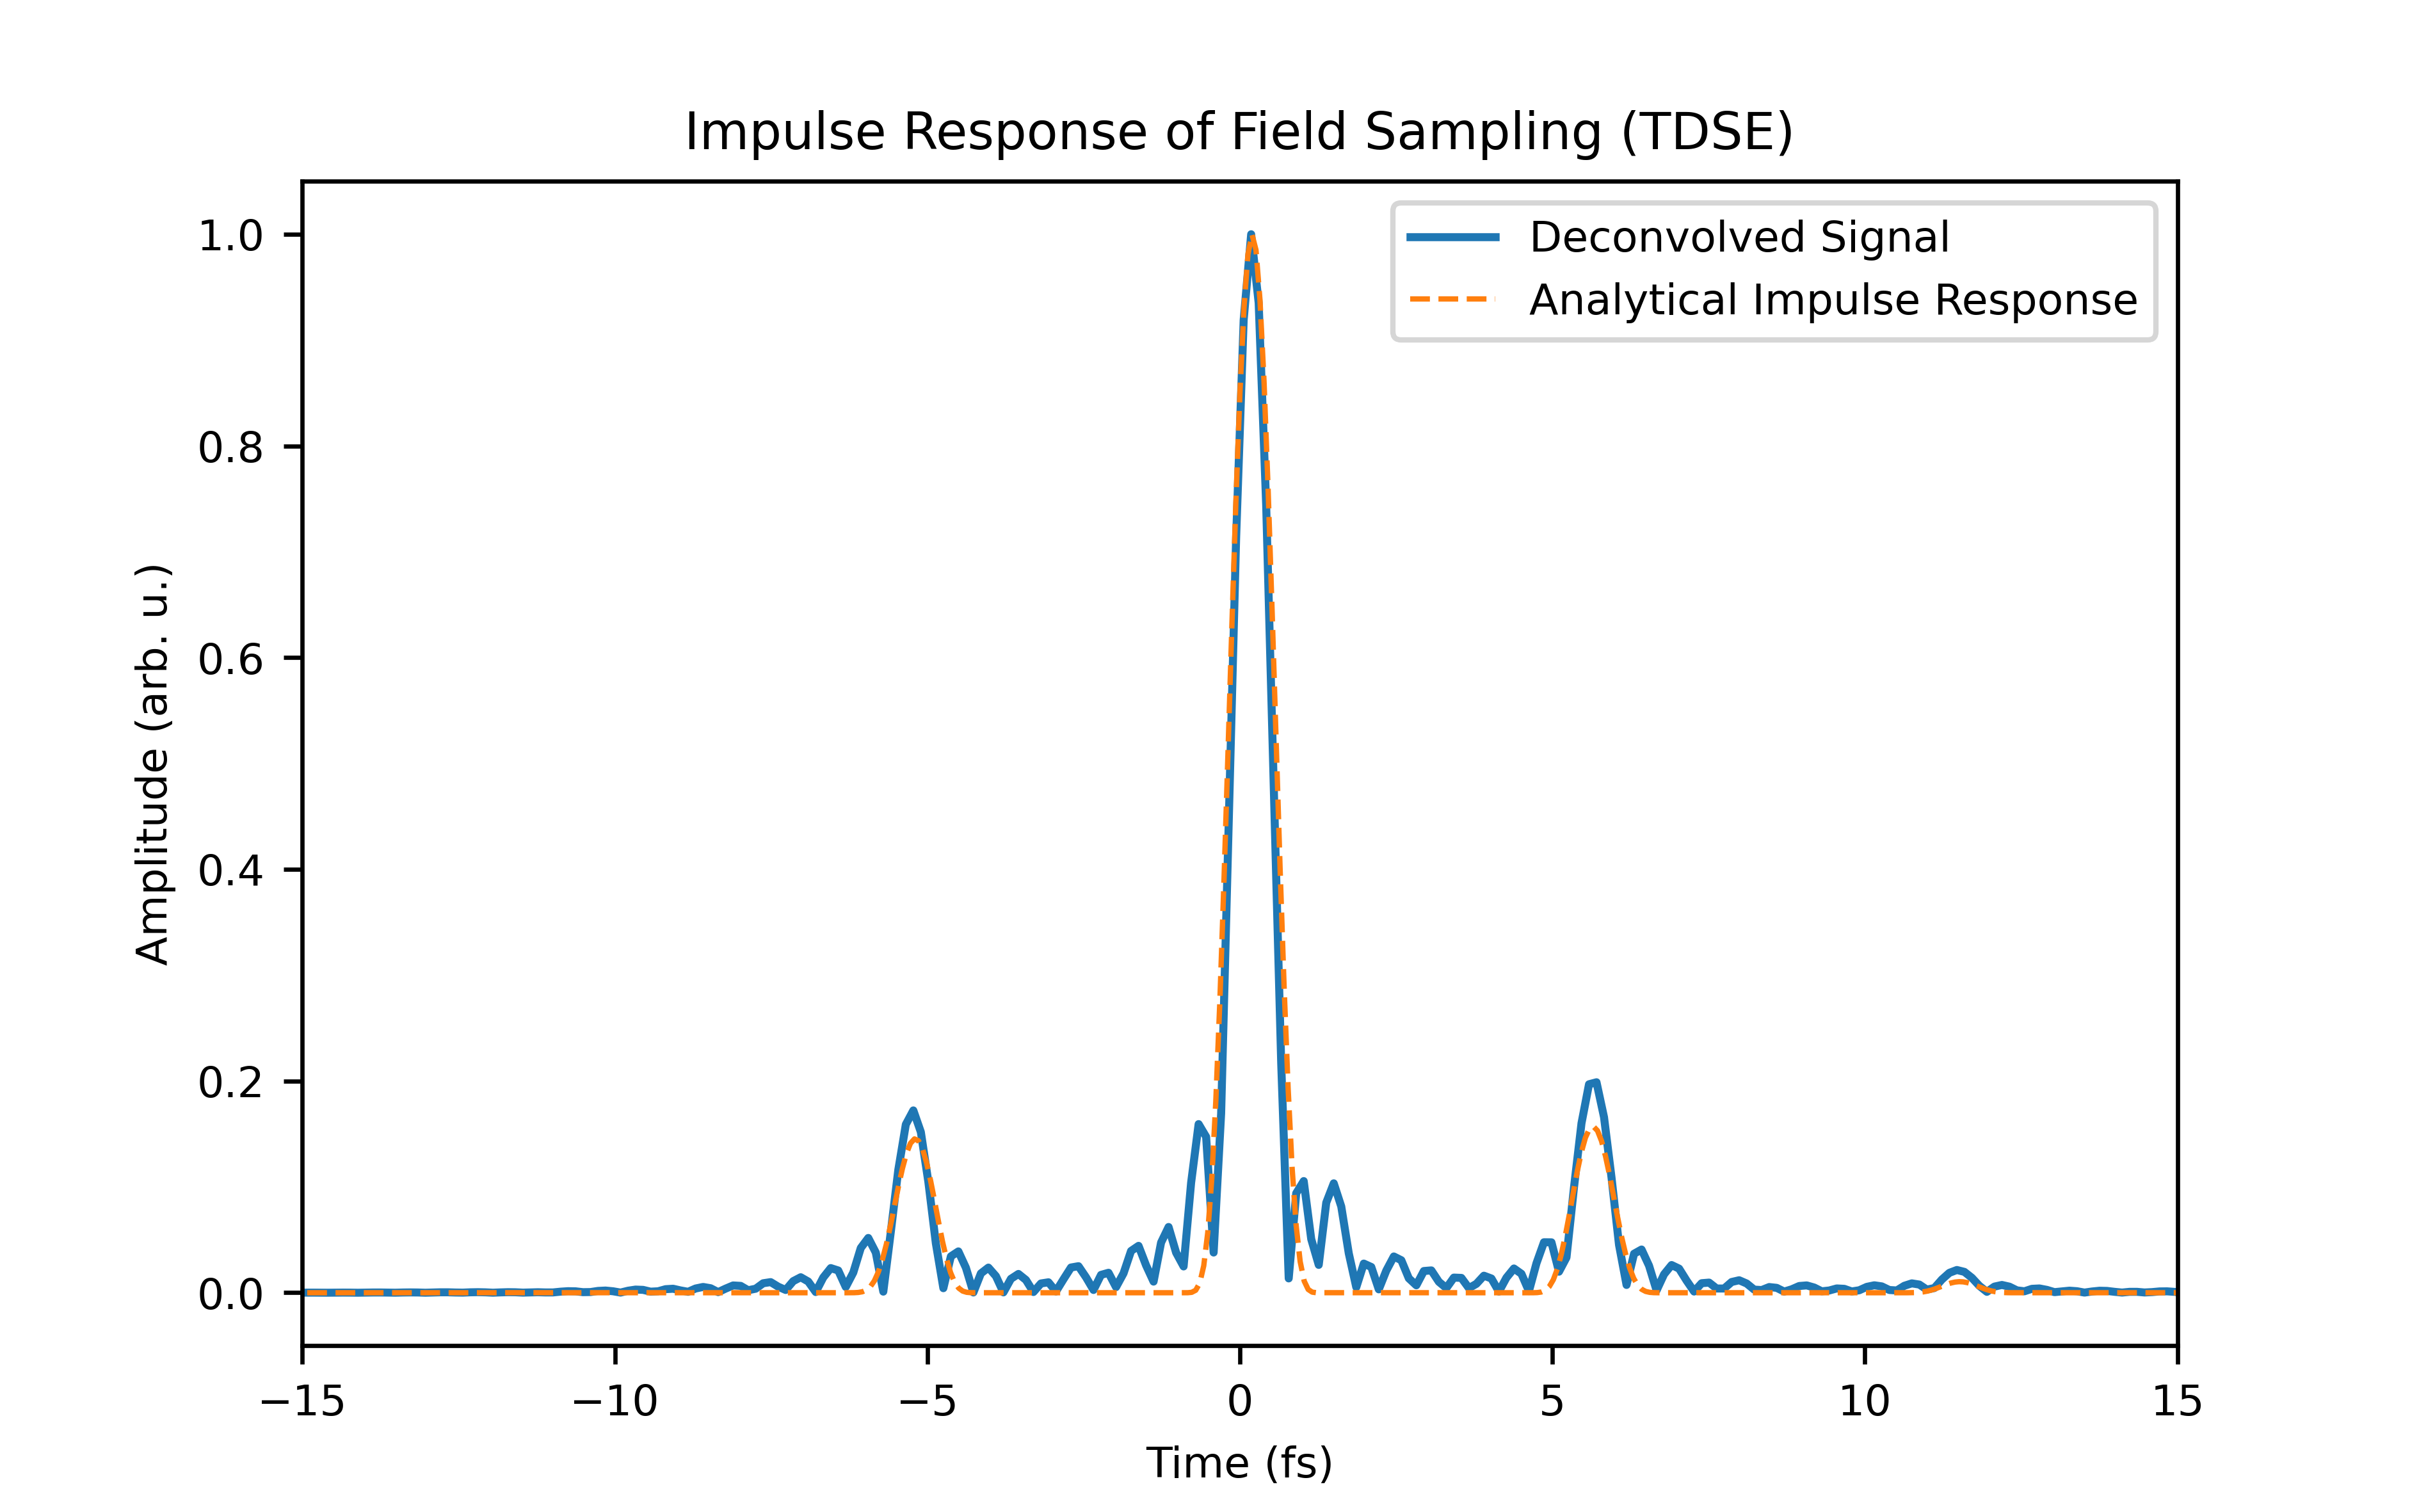 Impulse Response of Field Sampling (TDSE)
Deconvolved Signal
Analytical Impulse Response
Amplitude (arb. u.)
1.0
0.8
0.6
0.4
0.2
0.0
−15 −10 −5 0 5 10 15
Time (fs)